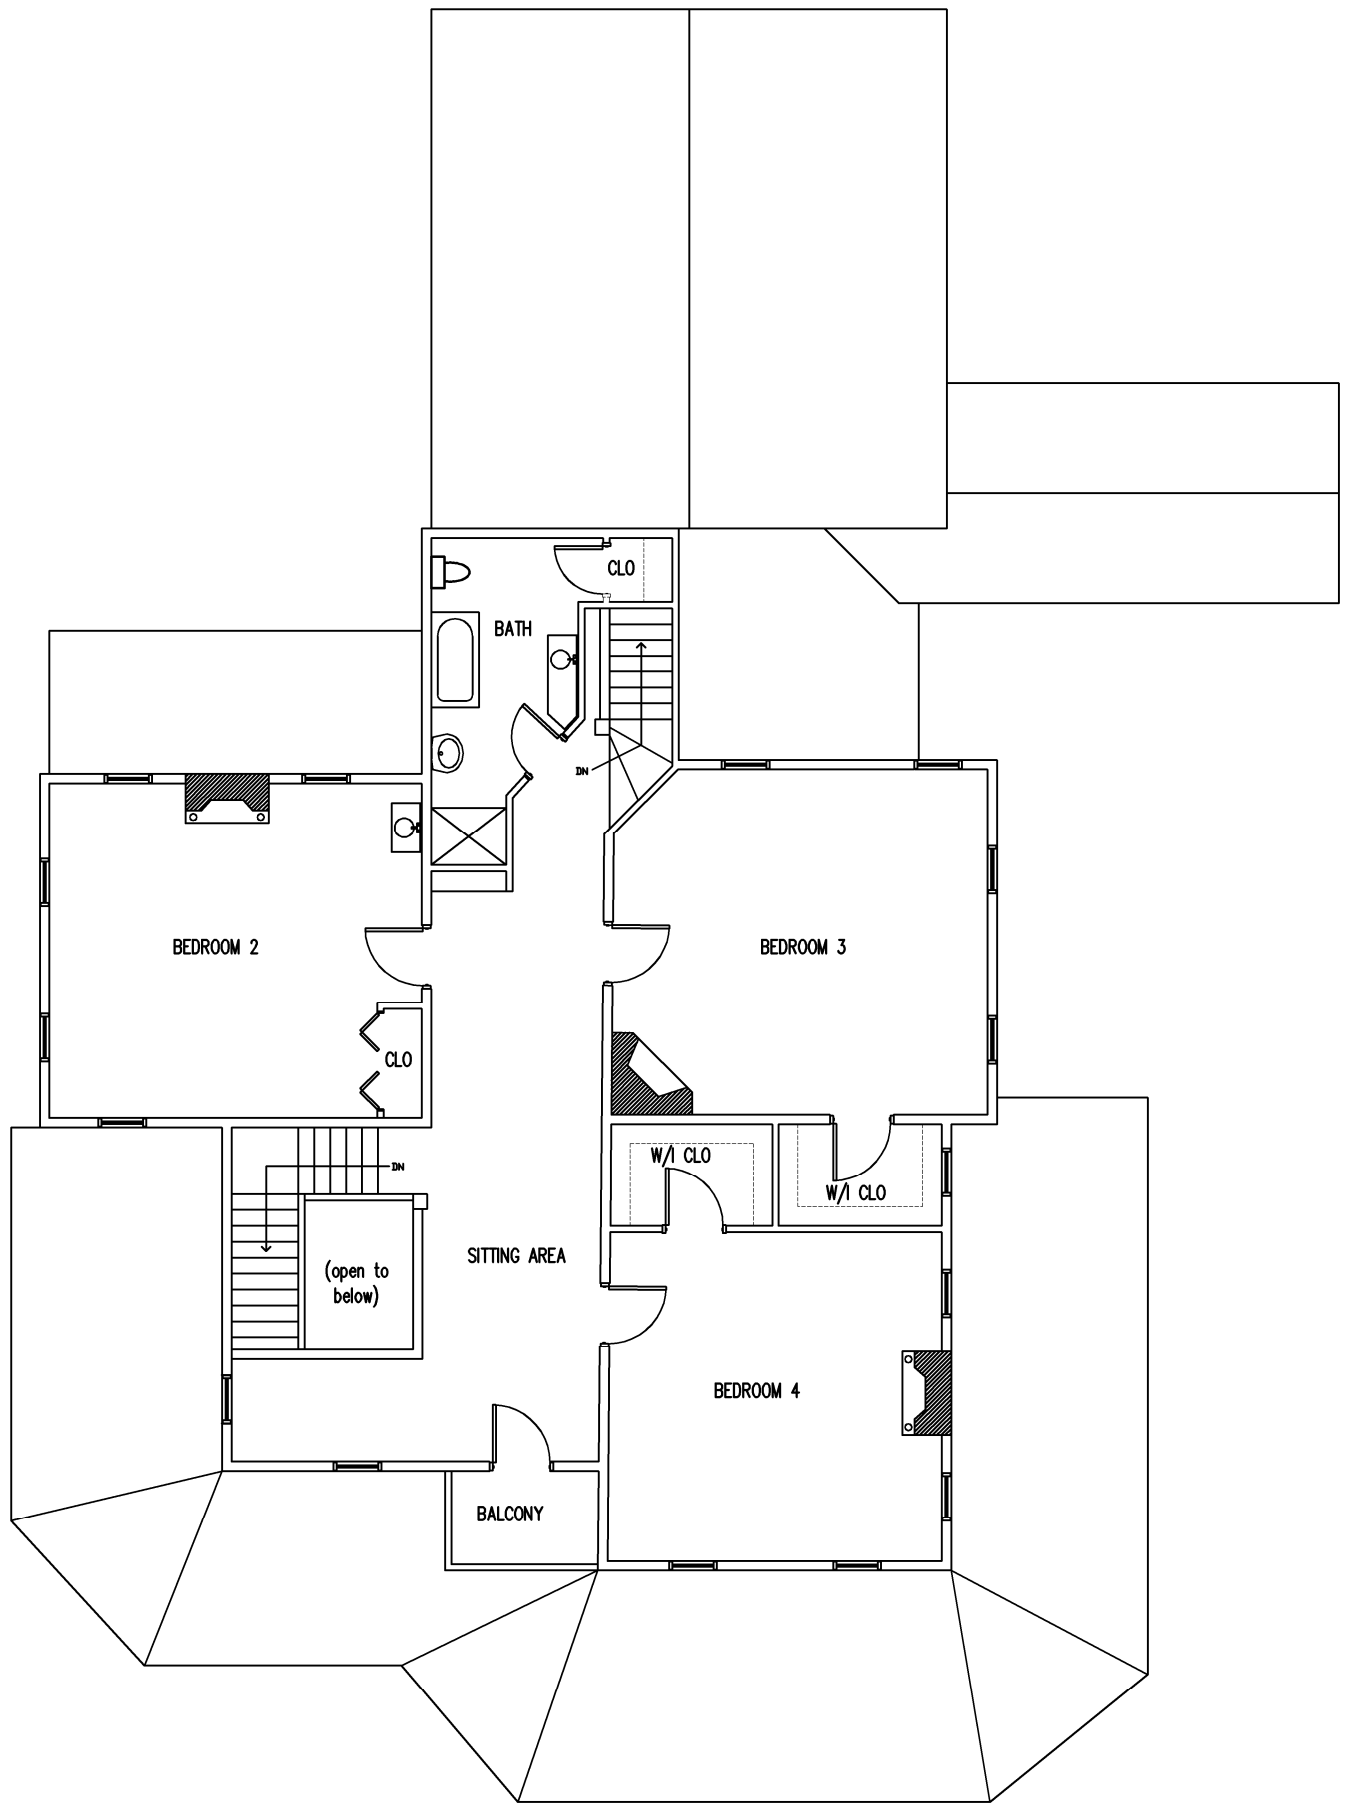 CLO
BATH
DN
BEDROOM 2
BEDROOM 3
CLO
W/I CLO
DN
W/I CLO
SITTING AREA
(open to
below)
BEDROOM 4
BALCONY